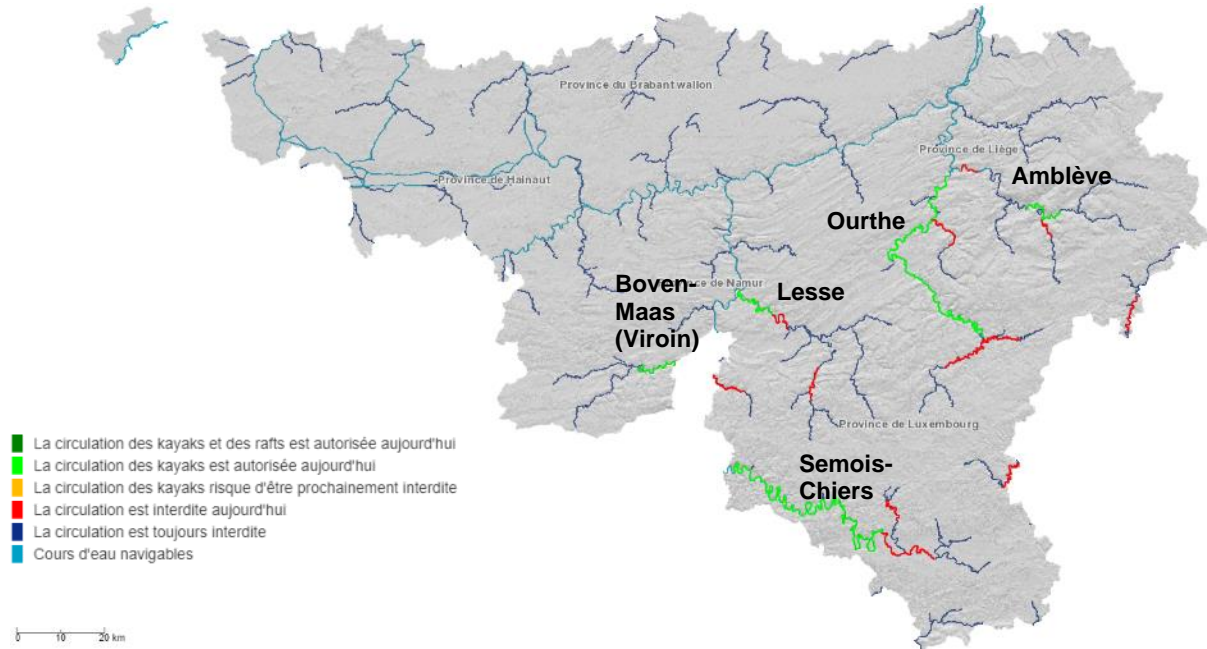 Province du Brabant wallon
Province de Liège
Amblève
Province de Hainaut
Ourthe
Boven-
Maas
(Viroin)
Province de Namur
Lesse
Province de Luxembourg
Semois-
Chiers
La circulation des kayaks et des rafts est autorisée aujourd'hui
La circulation des kayaks est autorisée aujourd'hui
La circulation des kayaks risque d'être prochainement interdite
La circulation est interdite aujourd'hui
La circulation est toujours interdite
Cours d'eau navigables
0 10 20 km